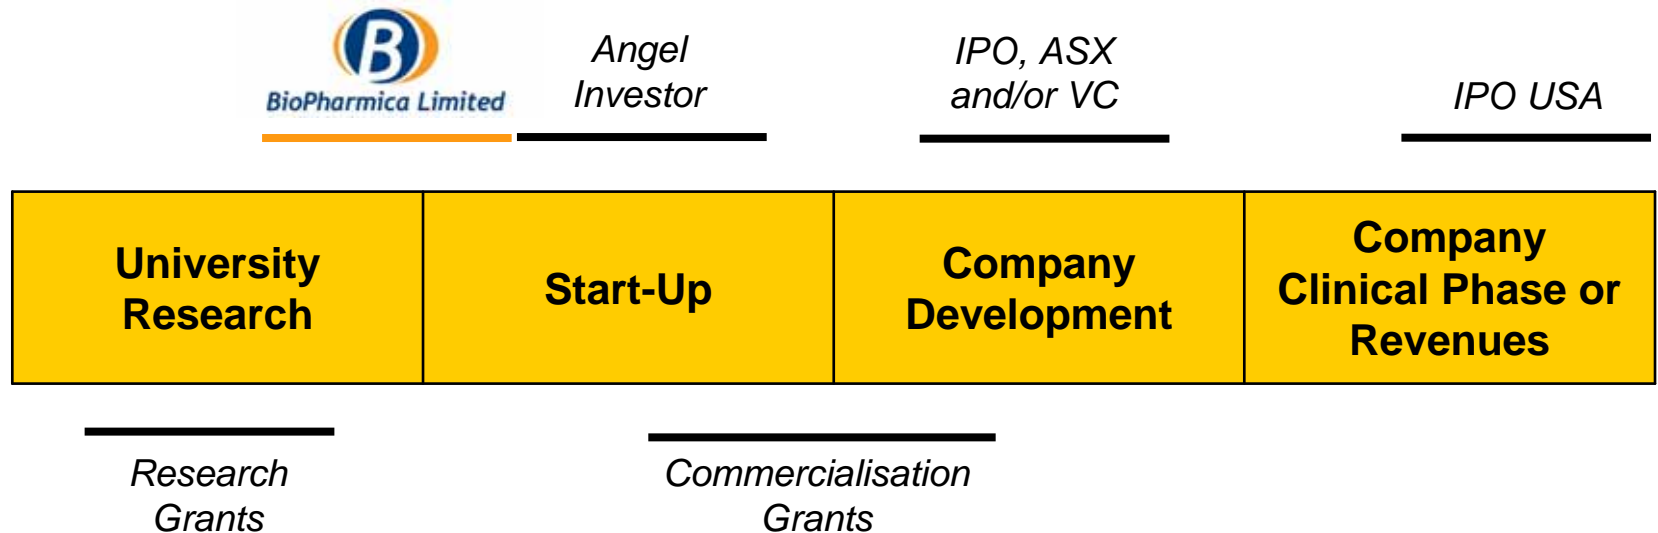 B
BioPharmica Limited
Angel
Investor
IPO, ASX
and/or VC
IPO USA
University
Research
Start-Up
Company
Development
Company
Clinical Phase or
Revenues
Research
Grants
Commercialisation
Grants